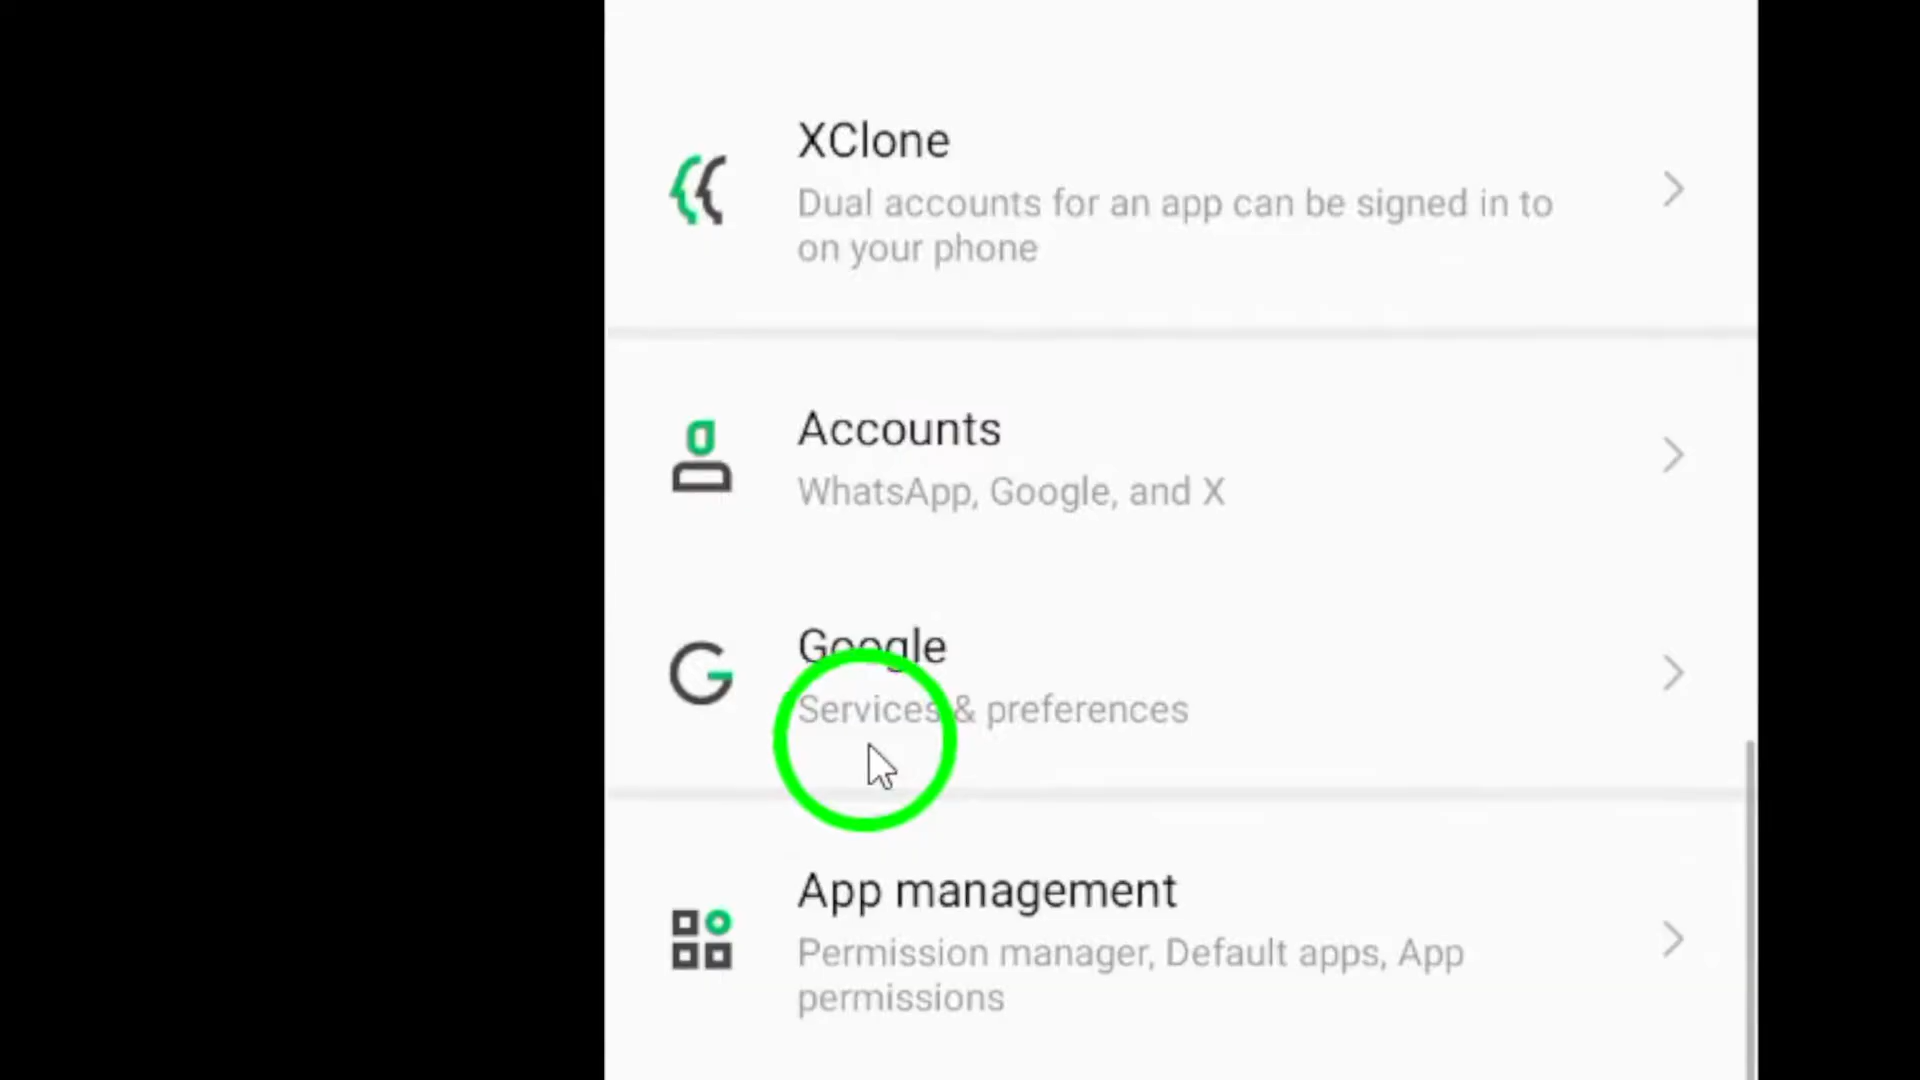 XClone
Dual accounts for an app can be signed in to
on your phone
Accounts
WhatsApp, Google, and X
Google
Services & preferences
App management
Permission manager, Default apps, App
permissions